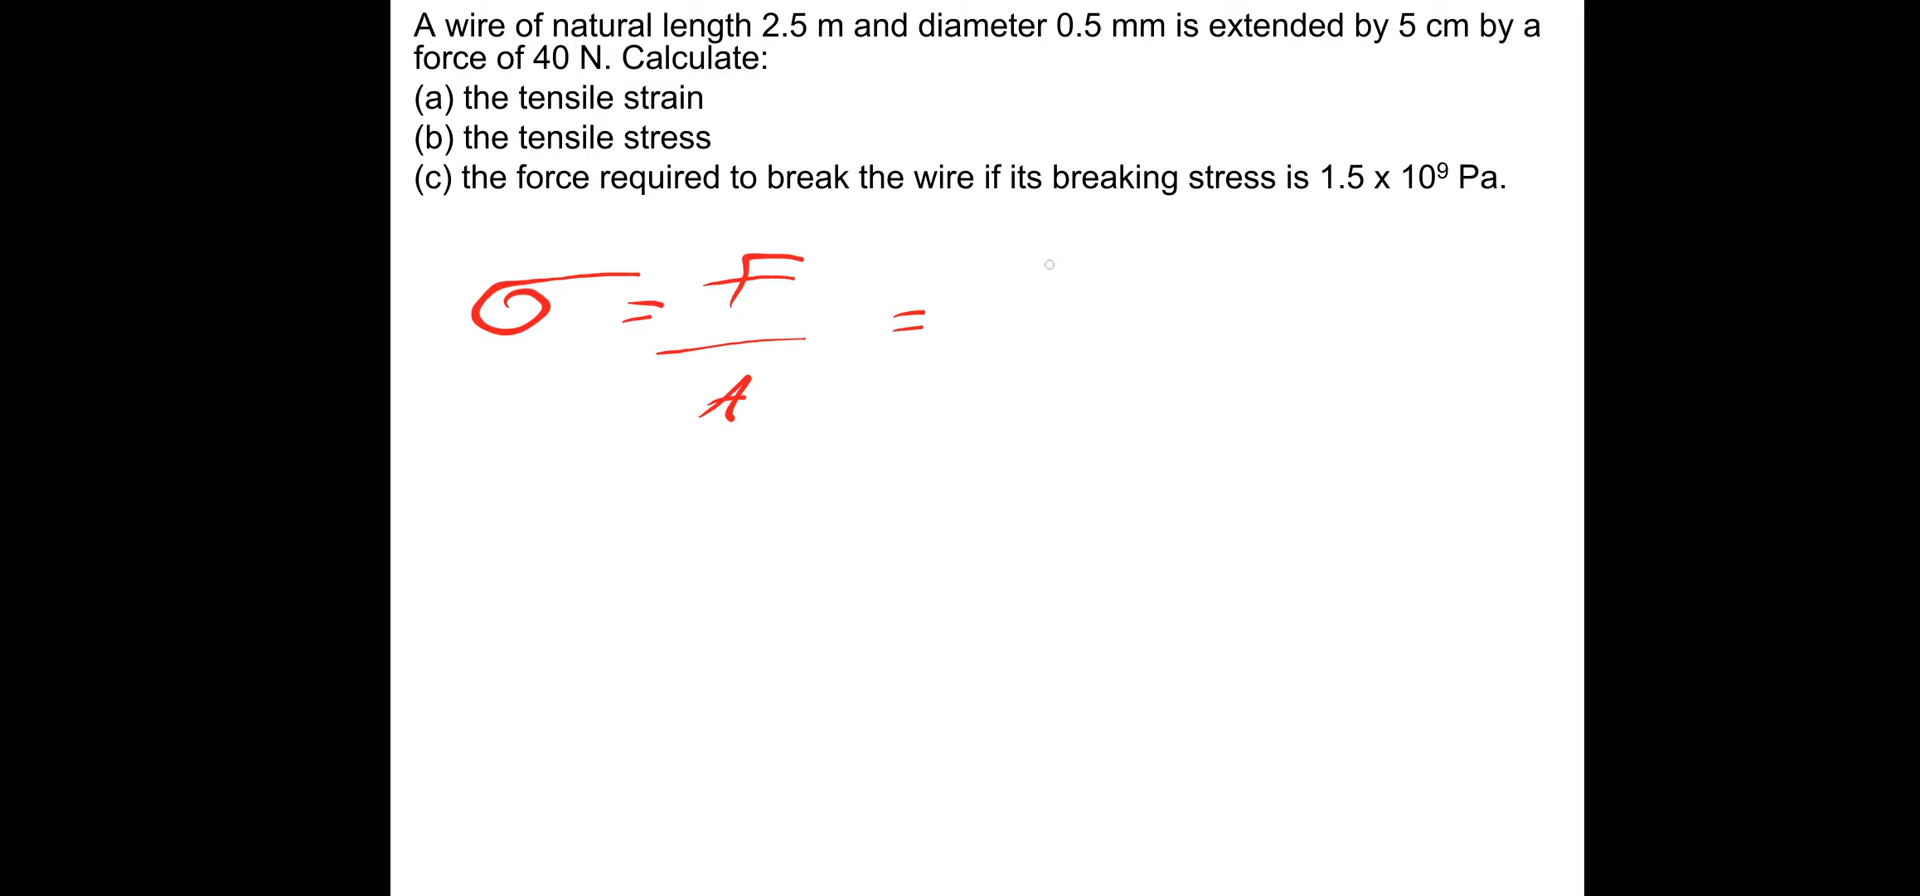 A wire of natural length 2.5 m and diameter 0.5 mm is extended by 5 cm by a
force of 40 N. Calculate:
(a) the tensile strain
(b) the tensile stress
(c) the force required to break the wire if its breaking stress is 1.5 x 10⁹ Pa.
σ = F / A =